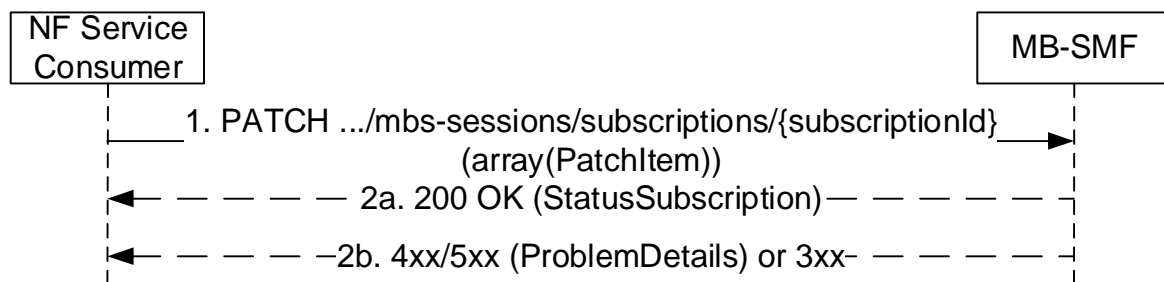 NF Service
Consumer
MB-SMF
1. PATCH .../mbs-sessions/subscriptions/{subscriptionId}
(array(PatchItem))
2a. 200 OK (StatusSubscription)
2b. 4xx/5xx (ProblemDetails) or 3xx